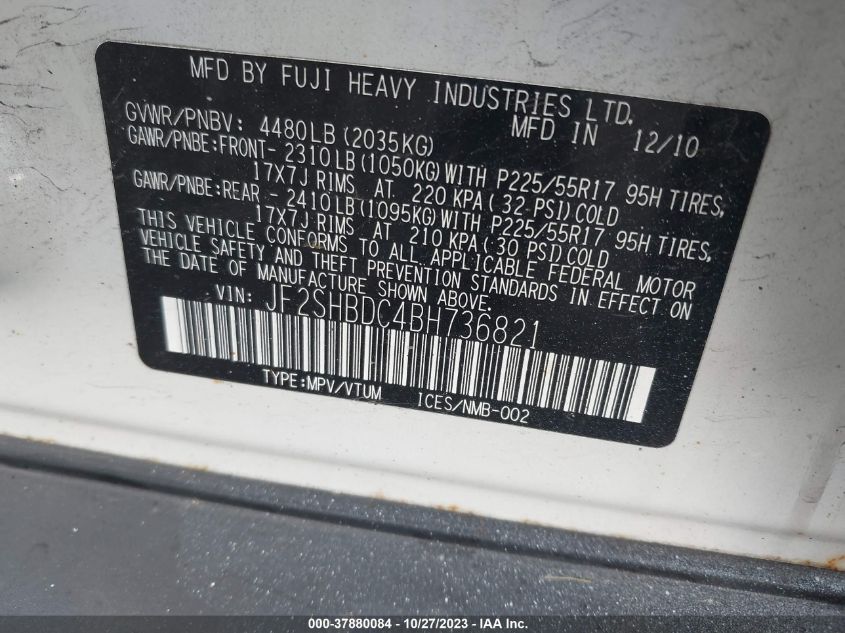 MFD BY FUJI HEAVY INDUSTRIES LTD.
MFD IN 12/10
GVWR/PNBV: 4480LB (2035KG)
GAWR/PNBE:FRONT- 2310LB (1050KG) WITH P225/55R17 95H TIRES,
17X7J RIMS AT 220 KPA ( 32 PSI) COLD
GAWR/PNBE:REAR - 2410LB (1095KG) WITH P225/55R17 95H TIRES,
17X7J RIMS AT 210 KPA ( 30 PSI) COLD
THIS VEHICLE CONFORMS TO ALL APPLICABLE FEDERAL MOTOR
VEHICLE SAFETY AND THEFT PREVENTION STANDARDS IN EFFECT ON
THE DATE OF MANUFACTURE SHOWN ABOVE.
VIN: JF2SHBDC4BH736821
TYPE:MPV/VTUM ICES/NMB-002
000-37880084 - 10/27/2023 - IAA Inc.